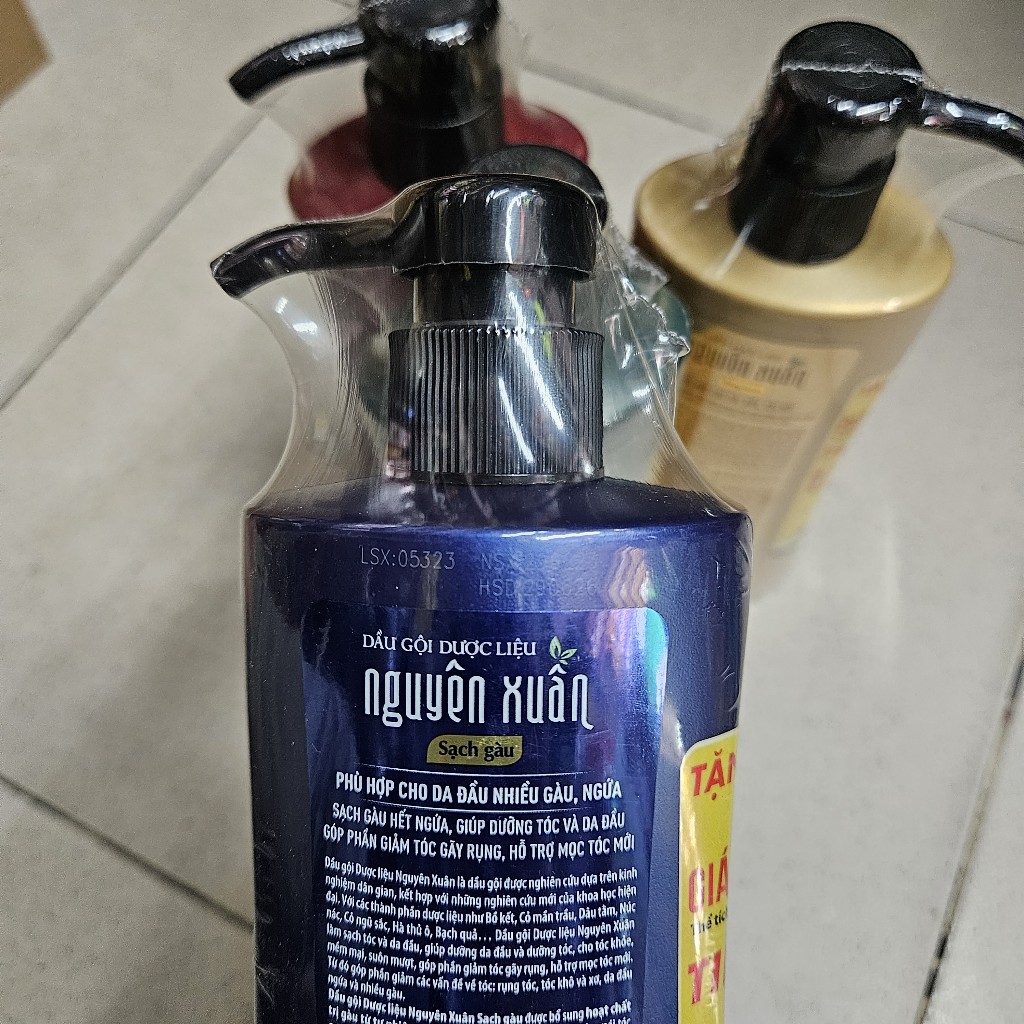 LSX:05323 NSX
HSD
DẦU GỘI DƯỢC LIỆU
nguyên xuân
Sạch gàu
PHÙ HỢP CHO DA ĐẦU NHIỀU GÀU, NGỨA
SẠCH GÀU HẾT NGỨA, GIÚP DƯỠNG TÓC VÀ DA ĐẦU
GÓP PHẦN GIẢM TÓC GÃY RỤNG, HỖ TRỢ MỌC TÓC MỚI
Dầu gội Dược liệu Nguyên Xuân là dầu gội được nghiên cứu dựa trên kinh
nghiệm dân gian, kết hợp với những nghiên cứu mới của khoa học hiện
đại. Với các thành phần dược liệu như Bồ kết, Cỏ mần trầu, Dâu tằm, Núc
nác, Cỏ ngũ sắc, Hà thủ ô, Bạch quả... Dầu gội Dược liệu Nguyên Xuân
làm sạch tóc và da đầu, giúp dưỡng da đầu và dưỡng tóc, cho tóc khỏe,
mềm mại, suôn mượt, góp phần giảm tóc gãy rụng, hỗ trợ mọc tóc mới.
Từ đó góp phần giảm các vấn đề về tóc: rụng tóc, tóc khô và xơ, da đầu
ngứa và nhiều gàu.
Dầu gội Dược liệu Nguyên Xuân Sạch gàu được bổ sung hoạt chất
trị gàu từ tự
TẶN
GIÁ
Thể tíc
nguyên xuân